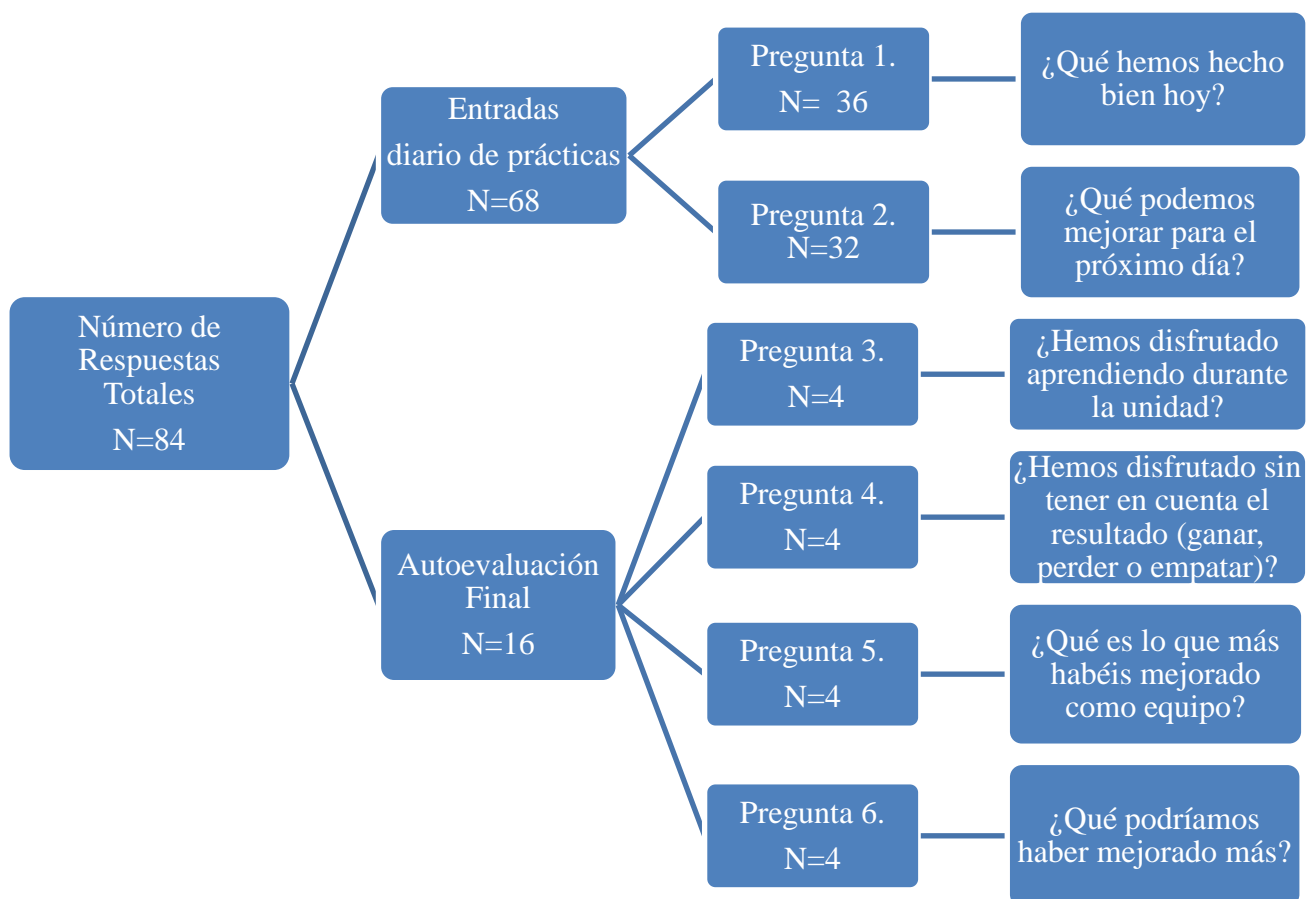 Número de
Respuestas
Totales
N=84
Entradas
diario de prácticas
N=68
Pregunta 1.
N= 36
¿Qué hemos hecho
bien hoy?
Pregunta 2.
N=32
¿Qué podemos
mejorar para el
próximo día?
Autoevaluación
Final
N=16
Pregunta 3.
N=4
¿Hemos disfrutado
aprendiendo durante
la unidad?
Pregunta 4.
N=4
¿Hemos disfrutado sin
tener en cuenta el
resultado (ganar,
perder o empatar)?
Pregunta 5.
N=4
¿Qué es lo que más
habéis mejorado
como equipo?
Pregunta 6.
N=4
¿Qué podríamos
haber mejorado más?